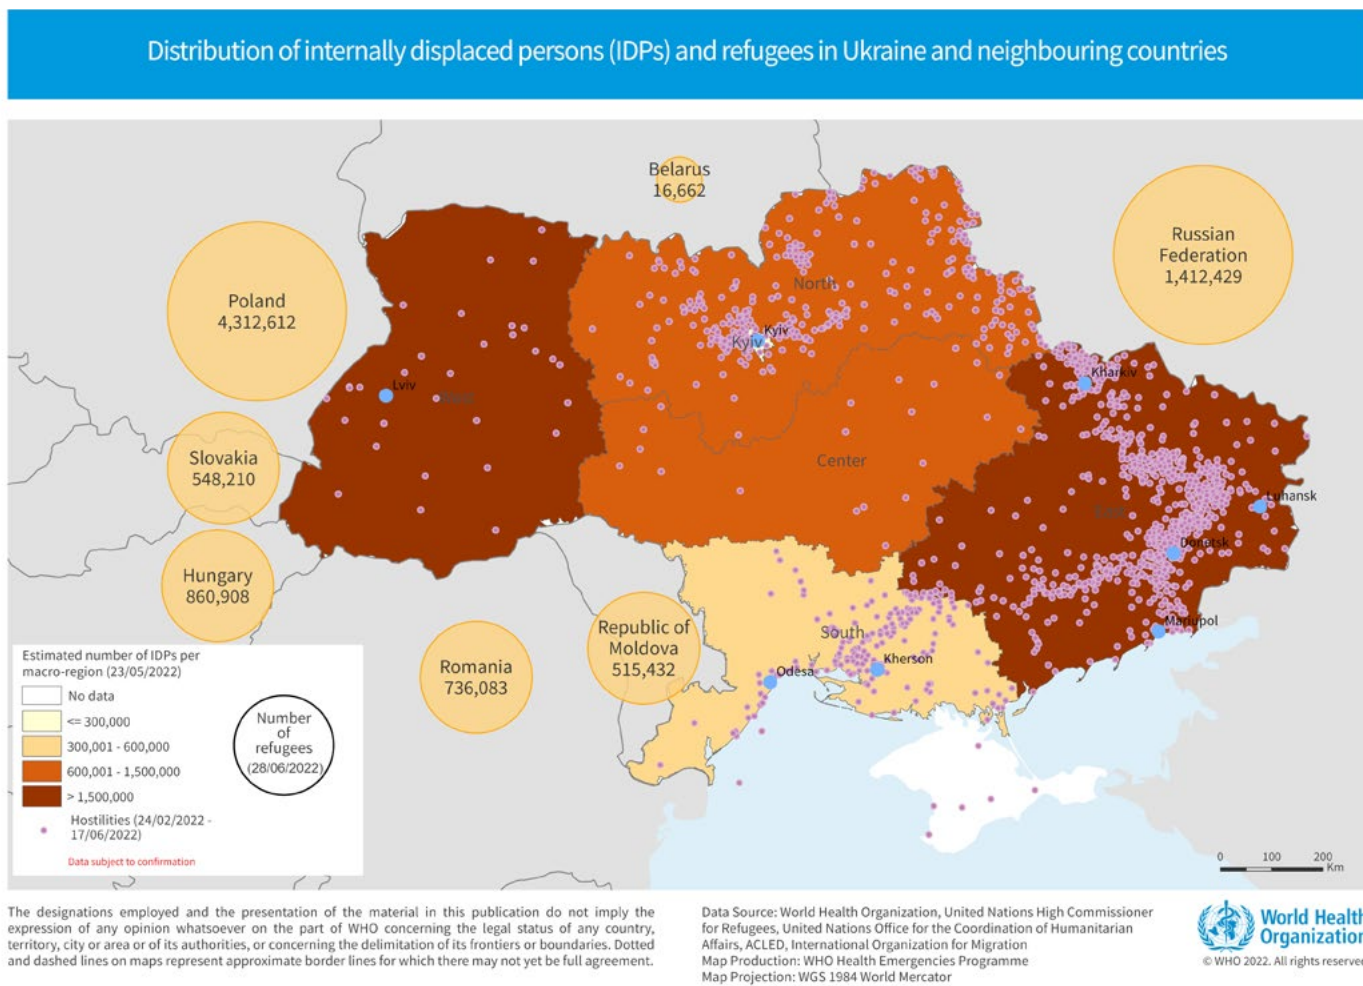 Distribution of internally displaced persons (IDPs) and refugees in Ukraine and neighbouring countries
Belarus
16,662
Russian
Federation
1,412,429
Poland
4,312,612
North
Kyiv
Kyiv
Kharkiv
Lviv
West
Slovakia
548,210
Center
Luhansk
East
Donetsk
Hungary
860,908
Republic of
Moldova
515,432
South
Mariupol
Kherson
Odesa
Romania
736,083
Estimated number of IDPs per
macro-region (23/05/2022)
No data
<= 300,000
300,001 - 600,000
600,001 - 1,500,000
> 1,500,000
Hostilities (24/02/2022 -
17/06/2022)
Data subject to confirmation
Number
of
refugees
(28/06/2022)
0 100 200
Km
The designations employed and the presentation of the material in this publication do not imply the
expression of any opinion whatsoever on the part of WHO concerning the legal status of any country,
territory, city or area or of its authorities, or concerning the delimitation of its frontiers or boundaries. Dotted
and dashed lines on maps represent approximate border lines for which there may not yet be full agreement.
Data Source: World Health Organization, United Nations High Commissioner
for Refugees, United Nations Office for the Coordination of Humanitarian
Affairs, ACLED, International Organization for Migration
Map Production: WHO Health Emergencies Programme
Map Projection: WGS 1984 World Mercator
World Health
Organization
© WHO 2022. All rights reserve